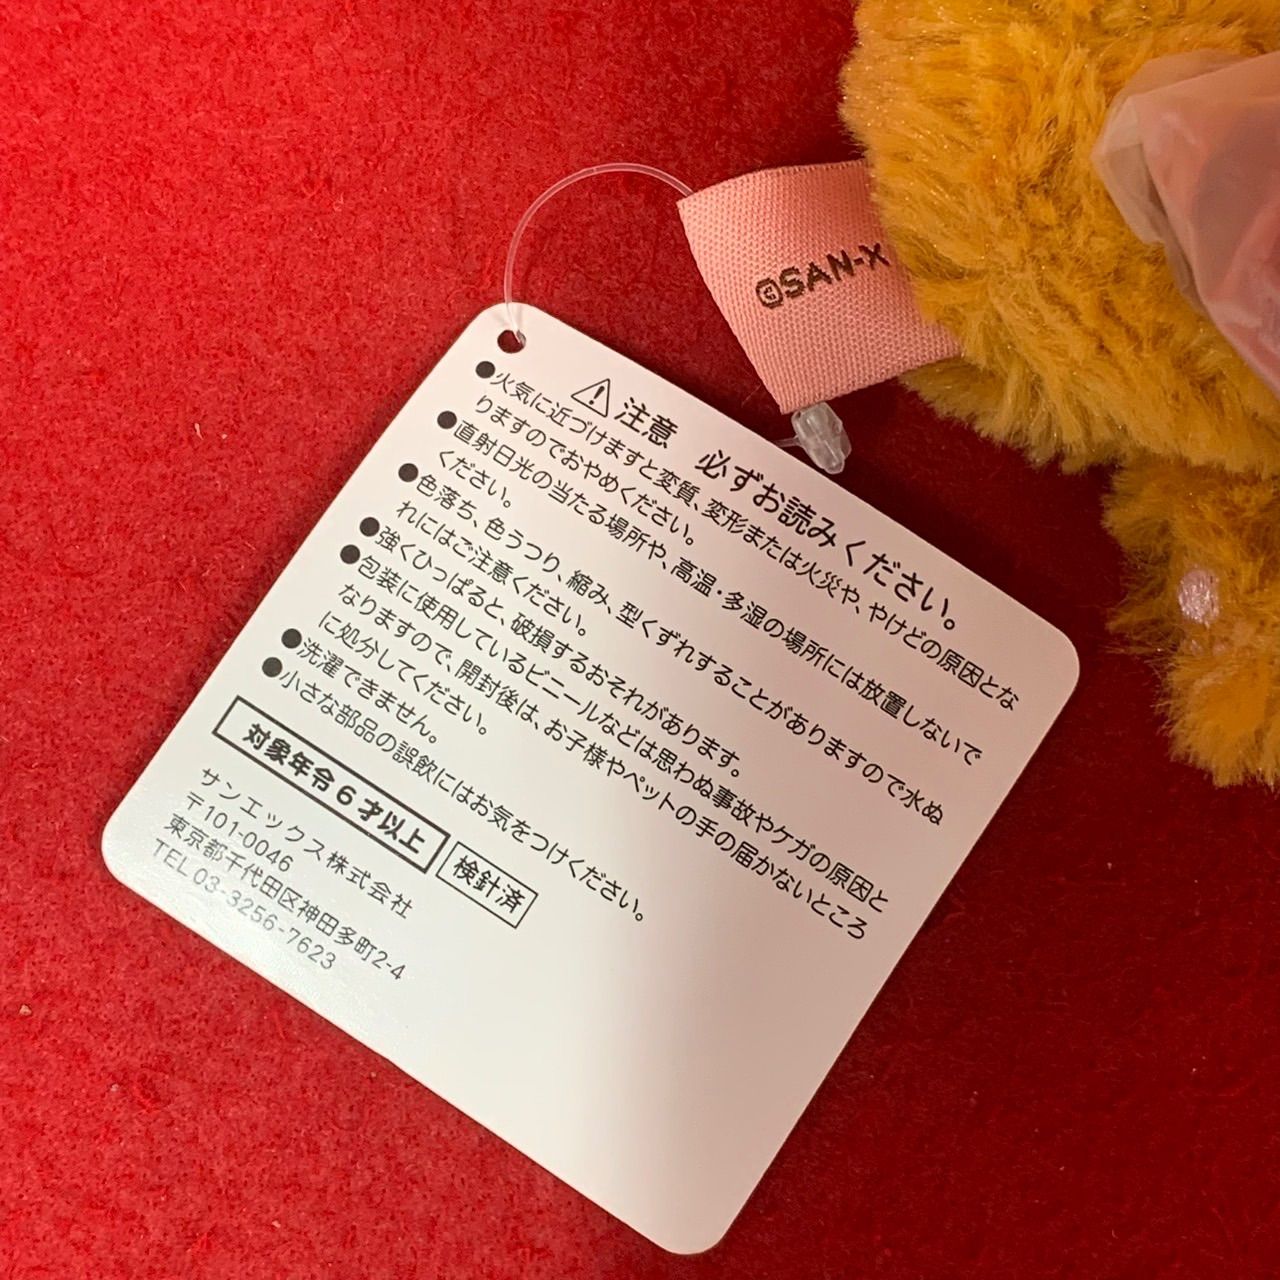 ©SAN-X
⚠注意 必ずお読みください。
●火気に近づけますと変質、変形または火災や、やけどの原因とな
りますのでおやめください。
●直射日光の当たる場所や、高温・多湿の場所には放置しないで
ください。
●色落ち、色うつり、縮み、型くずれすることがありますので水ぬ
れにはご注意ください。
●強くひっぱると、破損するおそれがあります。
●包装に使用しているビニールなどは思わぬ事故やケガの原因と
なりますので、開封後は、お子様やペットの手の届かないところ
に処分してください。
●洗濯できません。
●小さな部品の誤飲にはお気をつけください。
対象年令6才以上 検針済
サンエックス株式会社
〒101-0046
東京都千代田区神田多町2-4
TEL 03-3256-7623